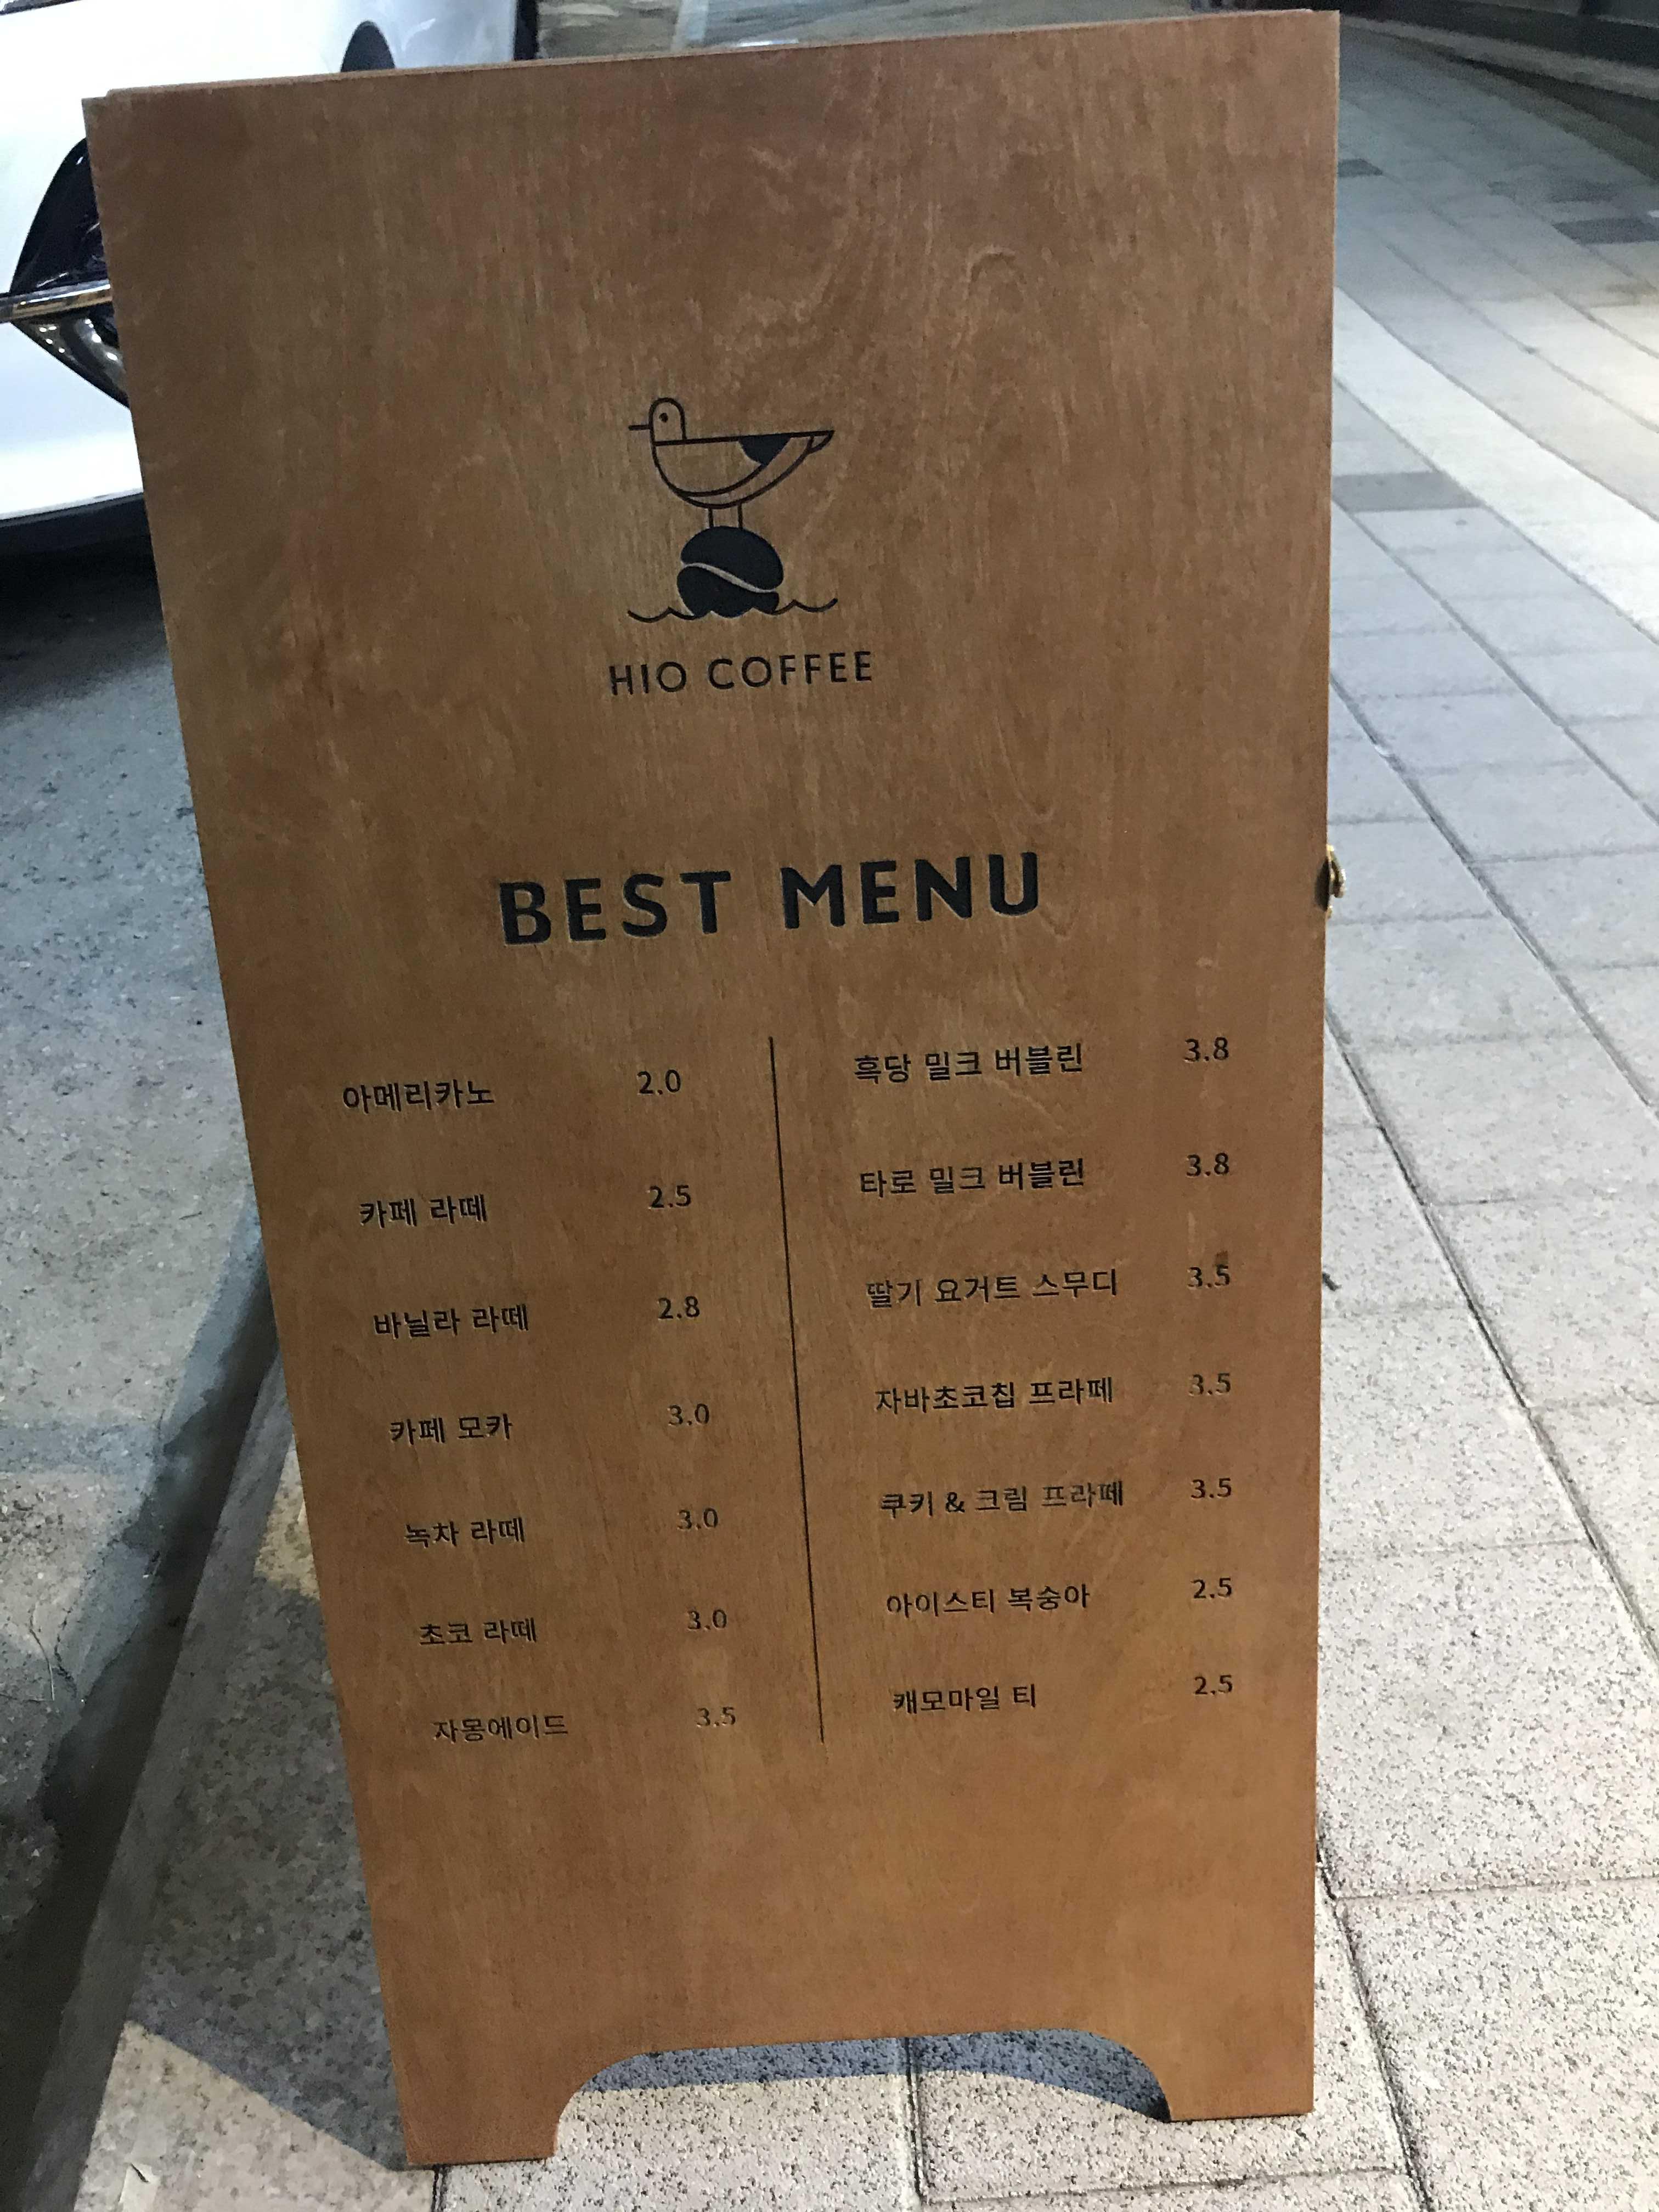 HIO COFFEE
BEST MENU
아메리카노 2.0
카페 라떼 2.5
바닐라 라떼 2.8
카페 모카 3.0
녹차 라떼 3.0
초코 라떼 3.0
자몽에이드 3.5
흑당 밀크 버블린 3.8
타로 밀크 버블린 3.8
딸기 요거트 스무디 3.5
자바초코칩 프라페 3.5
쿠키 & 크림 프라떼 3.5
아이스티 복숭아 2.5
캐모마일 티 2.5